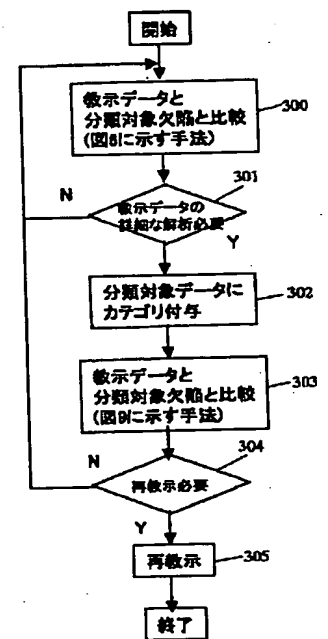 開始
教示データと
分類対象欠陥と比較
(図8に示す手法)
300
301
N
教示データの
詳細な解析必要
Y
分類対象データに
カテゴリ付与
302
教示データと
分類対象欠陥と比較
(図9に示す手法)
303
304
N
再教示必要
Y
再教示
305
終了